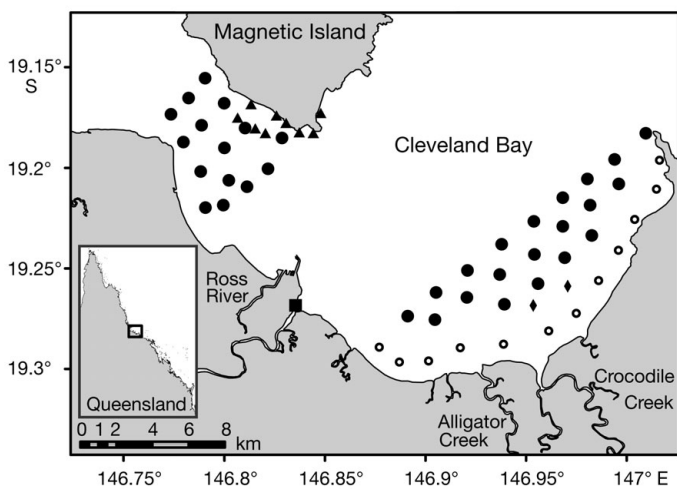 Magnetic Island
19.15°
S
Cleveland Bay
19.2°
19.25°
Ross
River
19.3°
Queensland
Crocodile
Creek
Alligator
Creek
0 1 2 4 6 8
km
146.75° 146.8° 146.85° 146.9° 146.95° 147° E